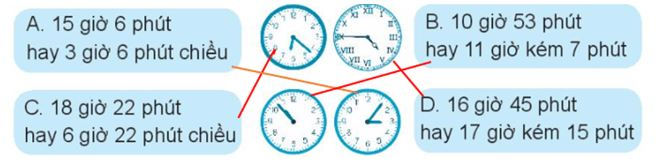 A. 15 giờ 6 phút
hay 3 giờ 6 phút chiều
B. 10 giờ 53 phút
hay 11 giờ kém 7 phút
C. 18 giờ 22 phút
hay 6 giờ 22 phút chiều
D. 16 giờ 45 phút
hay 17 giờ kém 15 phút